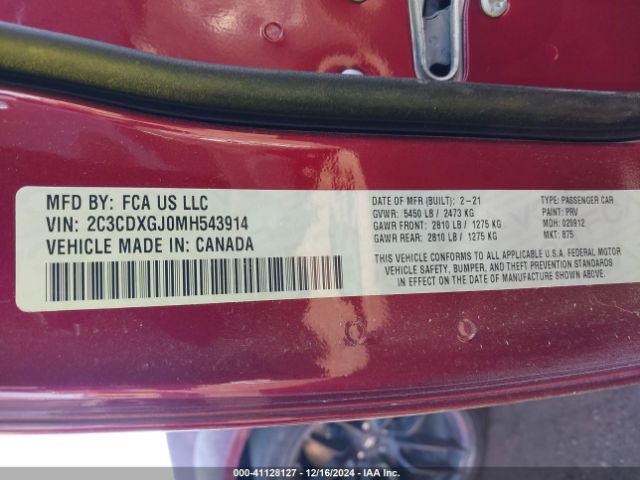 MFD BY: FCA US LLC
VIN: 2C3CDXGJ0MH543914
VEHICLE MADE IN: CANADA
DATE OF MFR (BUILT): 2-21
GVWR: 5450 LB / 2473 KG
GAWR FRONT: 2810 LB / 1275 KG
GAWR REAR: 2810 LB / 1275 KG
TYPE: PASSENGER CAR
PAINT: PRV
MDH: 020912
MKT: B75
THIS VEHICLE CONFORMS TO ALL APPLICABLE U.S.A. FEDERAL MOTOR
VEHICLE SAFETY, BUMPER, AND THEFT PREVENTION STANDARDS
IN EFFECT ON THE DATE OF MANUFACTURE SHOWN ABOVE.
000-41128127 - 12/16/2024 - IAA Inc.